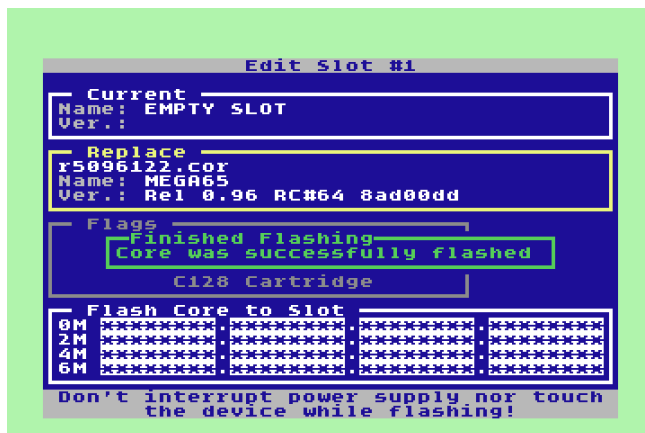 Edit Slot #1
Current
Name: EMPTY SLOT
Ver.:
Replace
r5096122.cor
Name: MEGA65
Ver.: Rel 0.96 RC#64 8ad00dd
Flags
Finished Flashing
Core was successfully flashed
C128 Cartridge
Flash Core to Slot
0M ********.********.********.********
2M ********.********.********.********
4M ********.********.********.********
6M ********.********.********.********
Don't interrupt power supply nor touch
the device while flashing!